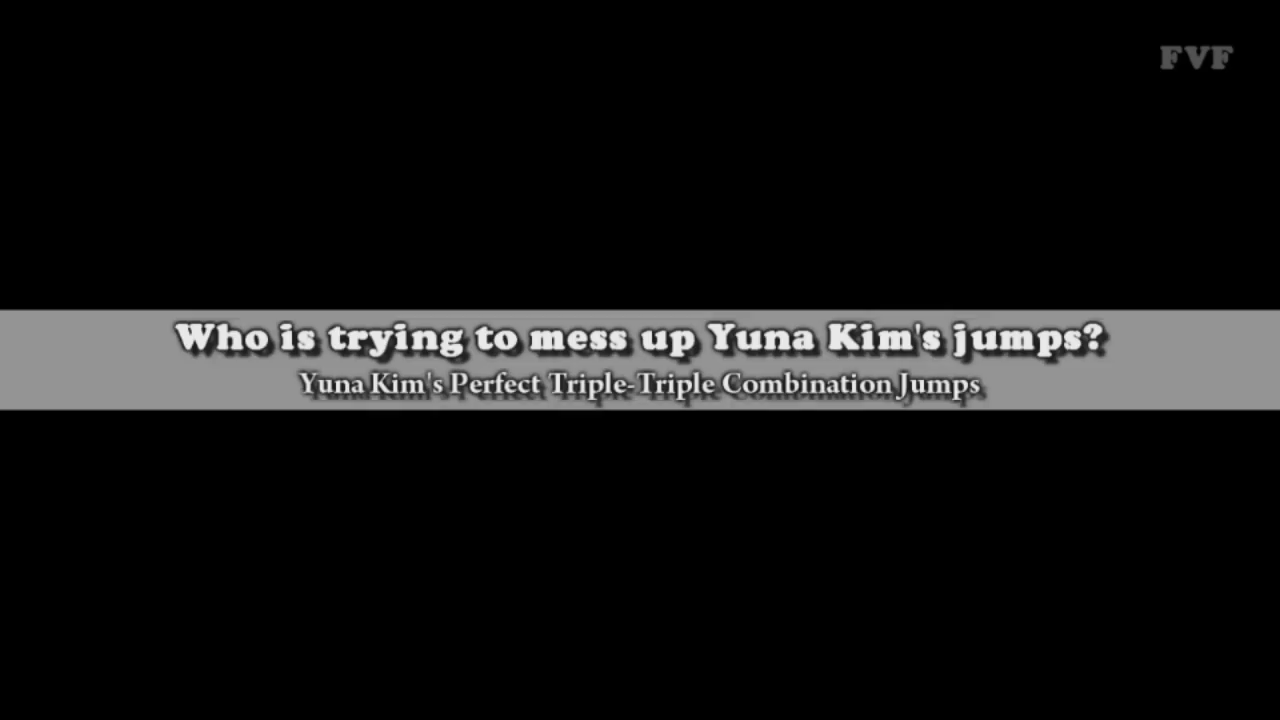 FVF
Who is trying to mess up Yuna Kim's jumps?
Yuna Kim's Perfect Triple-Triple Combination Jumps